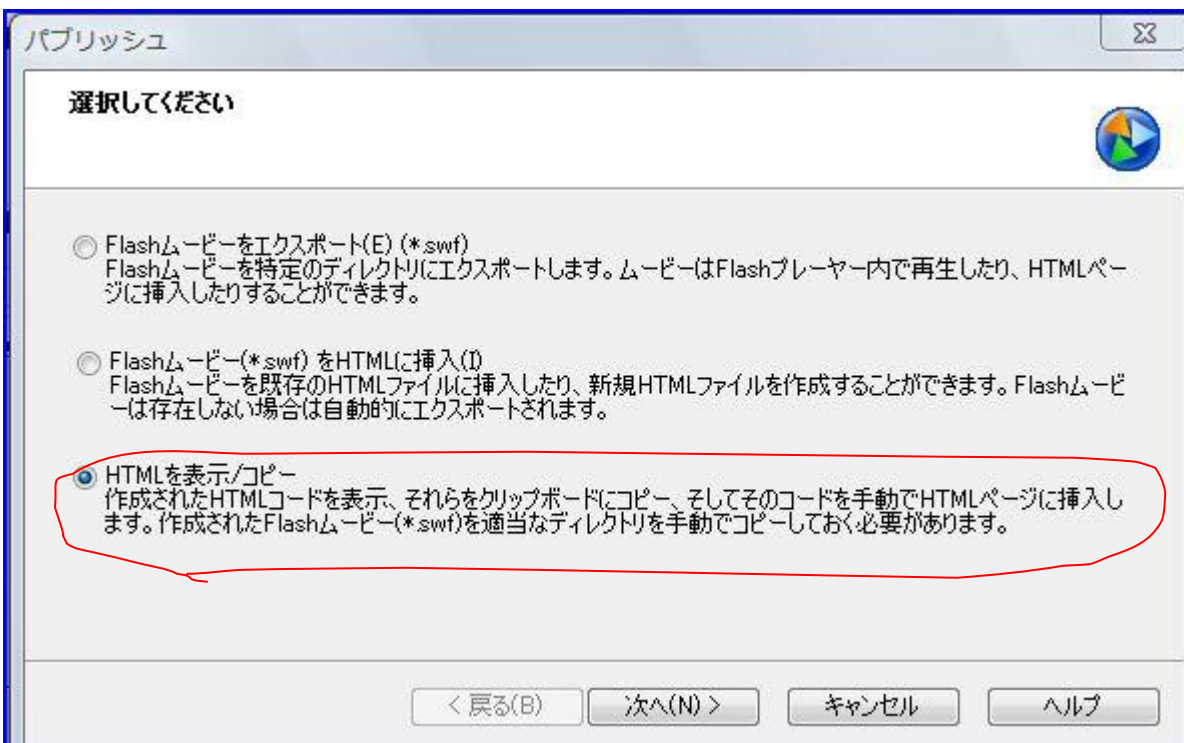 パブリッシュ
選択してください
Flashムービーをエクスポート(E) (*.swf)
Flashムービーを特定のディレクトリにエクスポートします。ムービーはFlashプレーヤー内で再生したり、HTMLペー
ジに挿入したりすることができます。
Flashムービー(*.swf) をHTMLに挿入(I)
Flashムービーを既存のHTMLファイルに挿入したり、新規HTMLファイルを作成することができます。Flashムービ
ーは存在しない場合は自動的にエクスポートされます。
HTMLを表示/コピー
作成されたHTMLコードを表示、それらをクリップボードにコピー、そしてそのコードを手動でHTMLページに挿入し
ます。作成されたFlashムービー(*.swf)を適当なディレクトリを手動でコピーしておく必要があります。
< 戻る(B) 次へ(N) > キャンセル ヘルプ